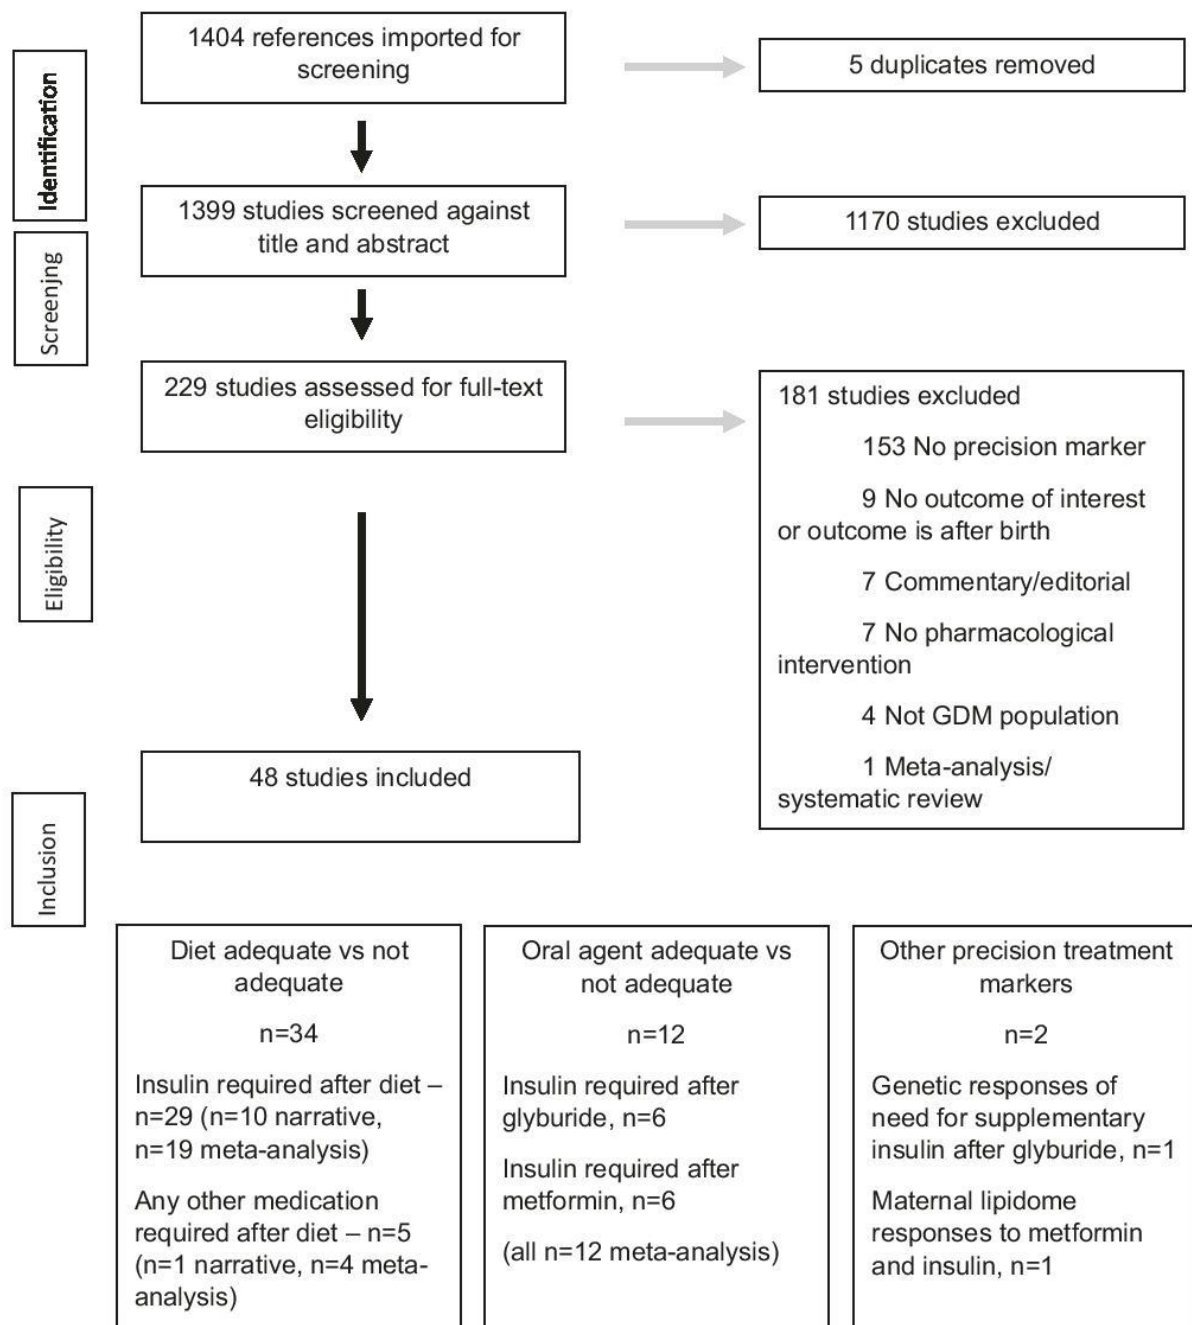 1404 references imported for
screening
5 duplicates removed
Identification
1399 studies screened against
title and abstract
1170 studies excluded
Screenjng
229 studies assessed for full-text
eligibility
181 studies excluded
153 No precision marker
9 No outcome of interest
or outcome is after birth
7 Commentary/editorial
7 No pharmacological
intervention
4 Not GDM population
1 Meta-analysis/
systematic review
Eligibility
48 studies included
Inclusion
Diet adequate vs not
adequate
n=34
Insulin required after diet –
n=29 (n=10 narrative,
n=19 meta-analysis)
Any other medication
required after diet – n=5
(n=1 narrative, n=4 meta-
analysis)
Oral agent adequate vs
not adequate
n=12
Insulin required after
glyburide, n=6
Insulin required after
metformin, n=6
(all n=12 meta-analysis)
Other precision treatment
markers
n=2
Genetic responses of
need for supplementary
insulin after glyburide, n=1
Maternal lipidome
responses to metformin
and insulin, n=1